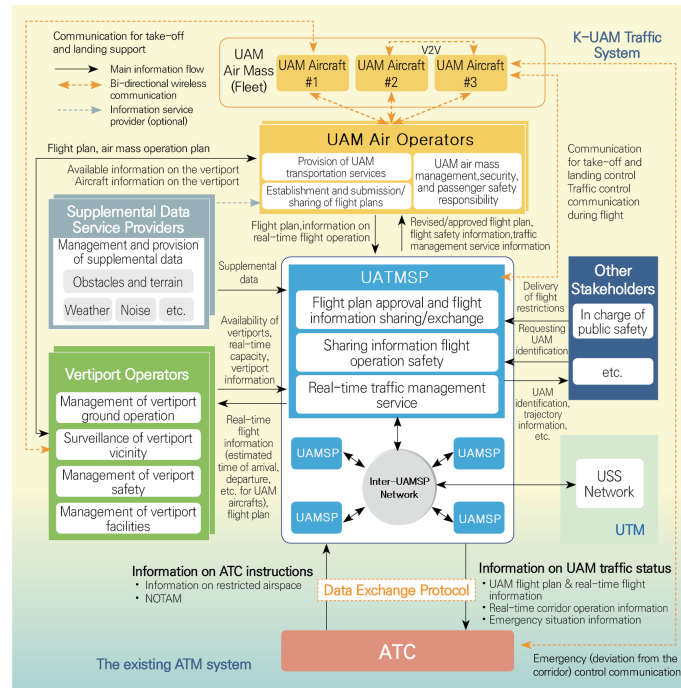 Communication for take-off
and landing support
Main information flow
Bi-directional wireless
communication
Information service
provider (optional)
UAM
Air Mass
(Fleet)
UAM Aircraft
#1
UAM Aircraft
#2
V2V
UAM Aircraft
#3
K-UAM Traffic
System
Flight plan, air mass operation plan
Available information on the vertiport
Aircraft information on the vertiport
UAM Air Operators
Provision of UAM
transportation services
Establishment and submission/
sharing of flight plans
UAM air mass
management,security,
and passenger safety
responsibility
Communication
for take-off and
landing control
Traffic control
communication
during flight
Flight plan,information on
real-time flight operation
Revised/approved flight plan,
flight safety information,traffic
management service information
Supplemental Data
Service Providers
Management and provision
of supplemental data
Obstacles and terrain
Weather
Noise
etc.
Supplemental
data
UATMSP
Flight plan approval and flight
information sharing/exchange
Sharing information flight
operation safety
Real-time traffic management
service
Delivery
of flight
restrictions
Requesting
UAM
identification
UAM
identification,
trajectory
information,
etc.
Other
Stakeholders
In charge of
public safety
etc.
Availability of
vertiports,
real-time
capacity,
vertiport
information
Vertiport Operators
Management of vertiport
ground operation
Surveillance of vertiport
vicinity
Management of veriport
safety
Management of vertiport
facilities
Real-time
flight
information
(estimated
time of arrival,
departure,
etc. for UAM
aircrafts),
flight plan
UAMSP
UAMSP
Inter-UAMSP
Network
UAMSP
UAMSP
USS
Network
UTM
Information on ATC instructions
• Information on restricted airspace
• NOTAM
Data Exchange Protocol
Information on UAM traffic status
• UAM flight plan & real-time flight
information
• Real-time corridor operation information
• Emergency situation information
ATC
The existing ATM system
Emergency (deviation from the
corridor) control communication